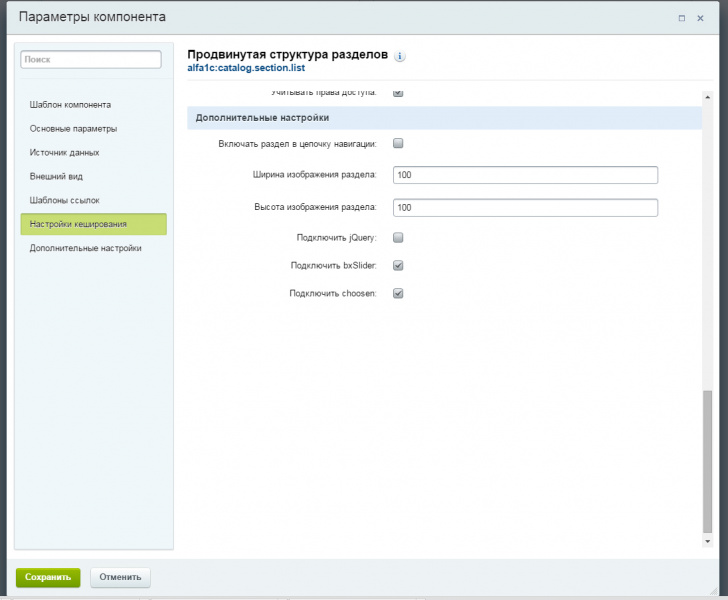 Параметры компонента
Поиск
Шаблон компонента
Основные параметры
Источник данных
Внешний вид
Шаблоны ссылок
Настройки кеширования
Дополнительные настройки
Продвинутая структура разделов
alfa1c:catalog.section.list
Учитывать права доступа:
Дополнительные настройки
Включать раздел в цепочку навигации:
Ширина изображения раздела: 100
Высота изображения раздела: 100
Подключить jQuery:
Подключить bxSlider:
Подключить choosen:
Сохранить Отменить